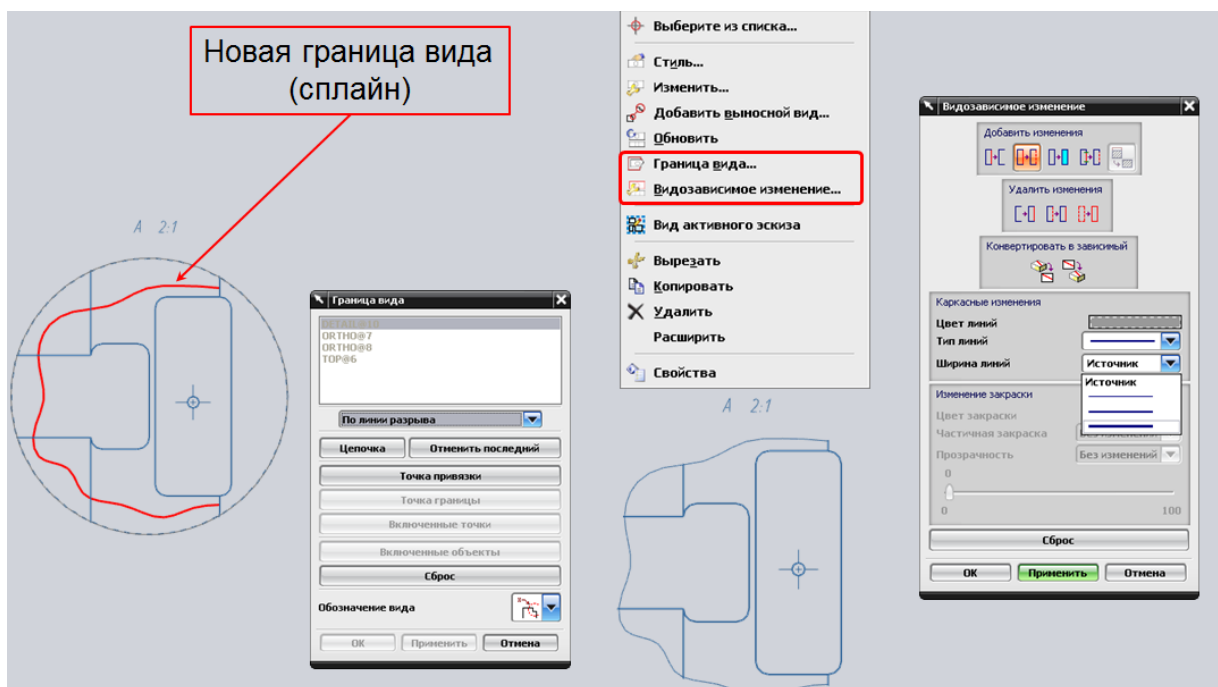 Новая граница вида
(сплайн)
A 2:1
Выберите из списка...
Стиль...
Изменить...
Добавить выносной вид...
Обновить
Граница вида...
Видозависимое изменение...
Вид активного эскиза
Вырезать
Копировать
Удалить
Расширить
Свойства
Граница вида
DETAIL@10
ORTHO@7
ORTHO@8
TOP@6
По линии разрыва
Цепочка
Отменить последний
Точка привязки
Точка границы
Включенные точки
Включенные объекты
Сброс
Обозначение вида
ОК
Применить
Отмена
A 2:1
Видозависимое изменение
Добавить изменения
Удалить изменения
Конвертировать в зависимый
Каркасные изменения
Цвет линий
Тип линий
Ширина линий
Источник
Источник
Изменение закраски
Цвет закраски
Частичная закраска
Прозрачность
Без изменений
0
0
100
Сброс
ОК
Применить
Отмена